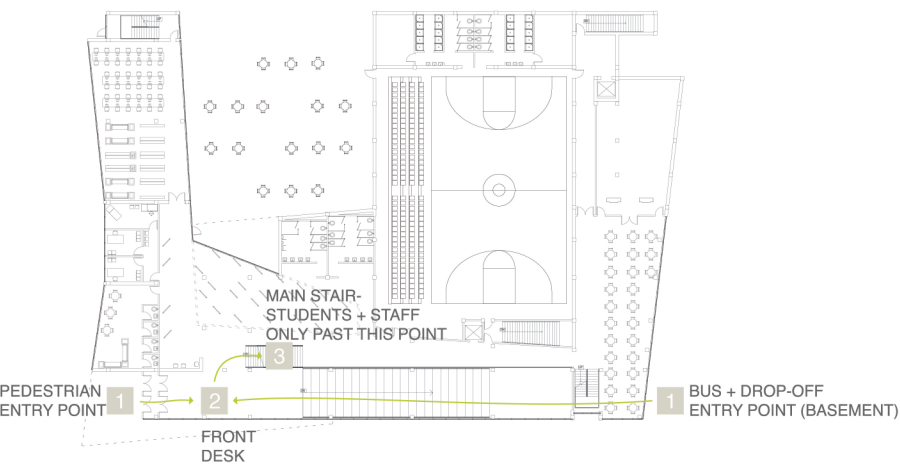 MAIN STAIR-
STUDENTS + STAFF
ONLY PAST THIS POINT
3
PEDESTRIAN
ENTRY POINT
1
2
1
BUS + DROP-OFF
ENTRY POINT (BASEMENT)
FRONT
DESK